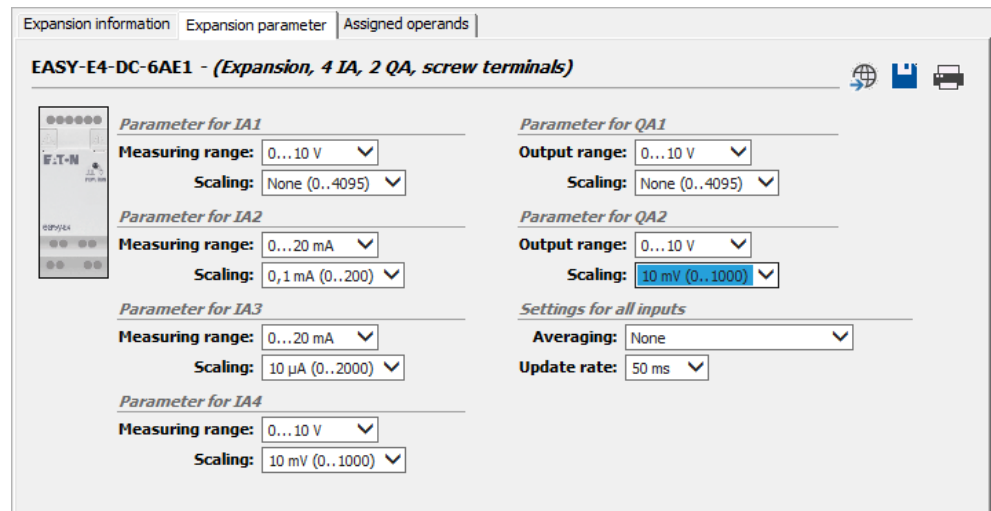 Expansion information Expansion parameter Assigned operands
EASY-E4-DC-6AE1 - (Expansion, 4 IA, 2 QA, screw terminals)
E·T·N
Parameter for IA1
Measuring range: 0...10 V
Scaling: None (0..4095)
Parameter for IA2
Measuring range: 0...20 mA
Scaling: 0,1 mA (0..200)
Parameter for IA3
Measuring range: 0...20 mA
Scaling: 10 µA (0..2000)
Parameter for IA4
Measuring range: 0...10 V
Scaling: 10 mV (0..1000)
Parameter for QA1
Output range: 0...10 V
Scaling: None (0..4095)
Parameter for QA2
Output range: 0...10 V
Scaling: 10 mV (0..1000)
Settings for all inputs
Averaging: None
Update rate: 50 ms